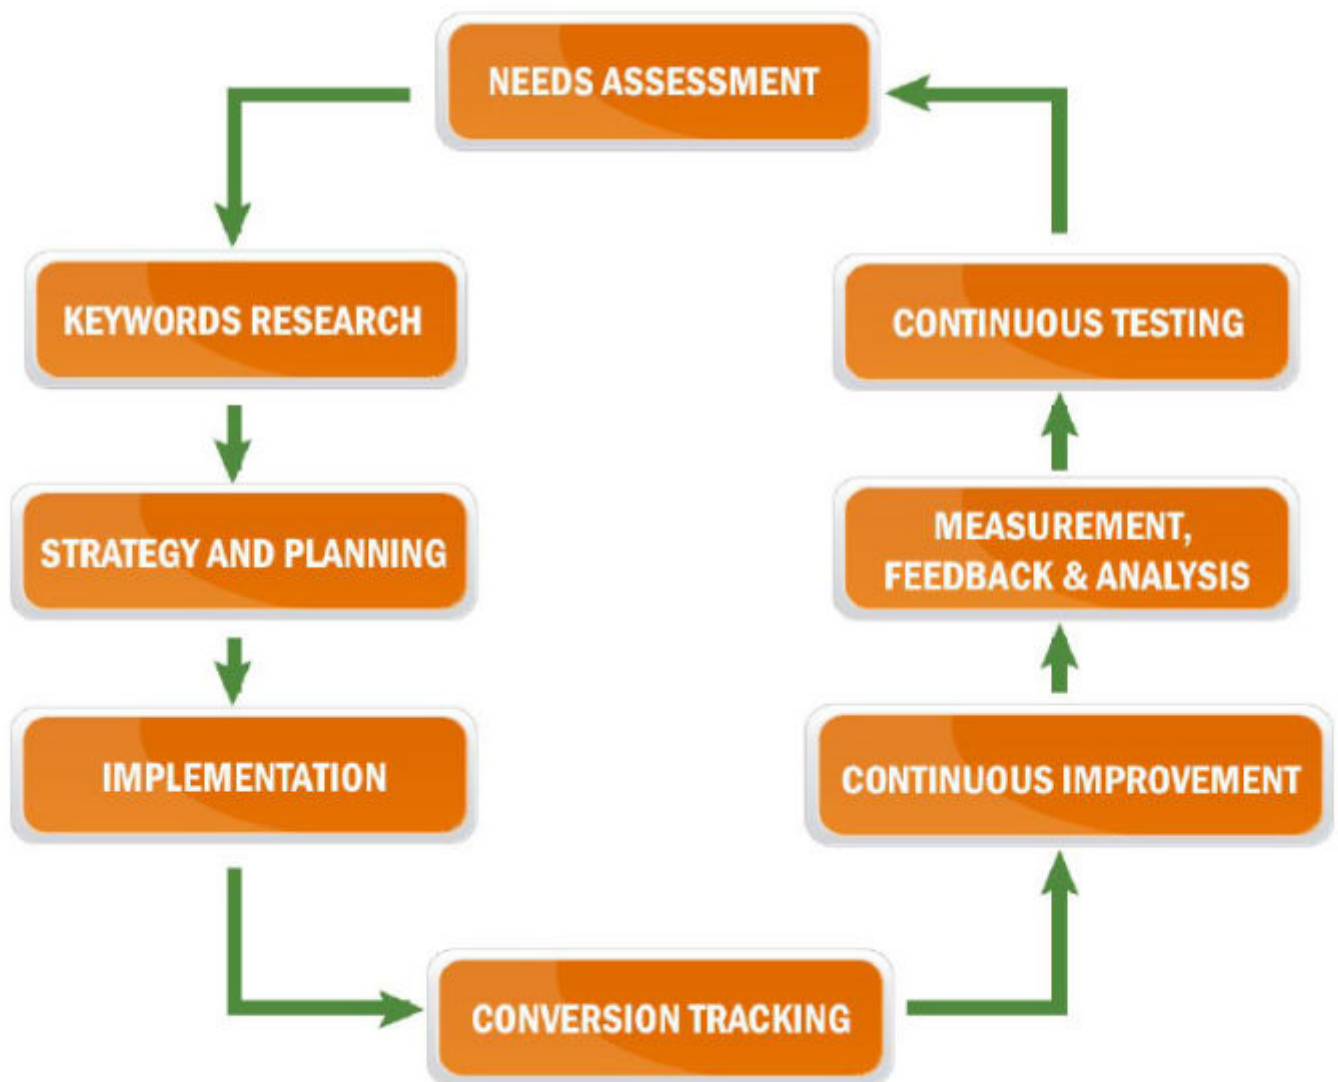 NEEDS ASSESSMENT
KEYWORDS RESEARCH
STRATEGY AND PLANNING
IMPLEMENTATION
CONVERSION TRACKING
CONTINUOUS IMPROVEMENT
MEASUREMENT,
FEEDBACK & ANALYSIS
CONTINUOUS TESTING